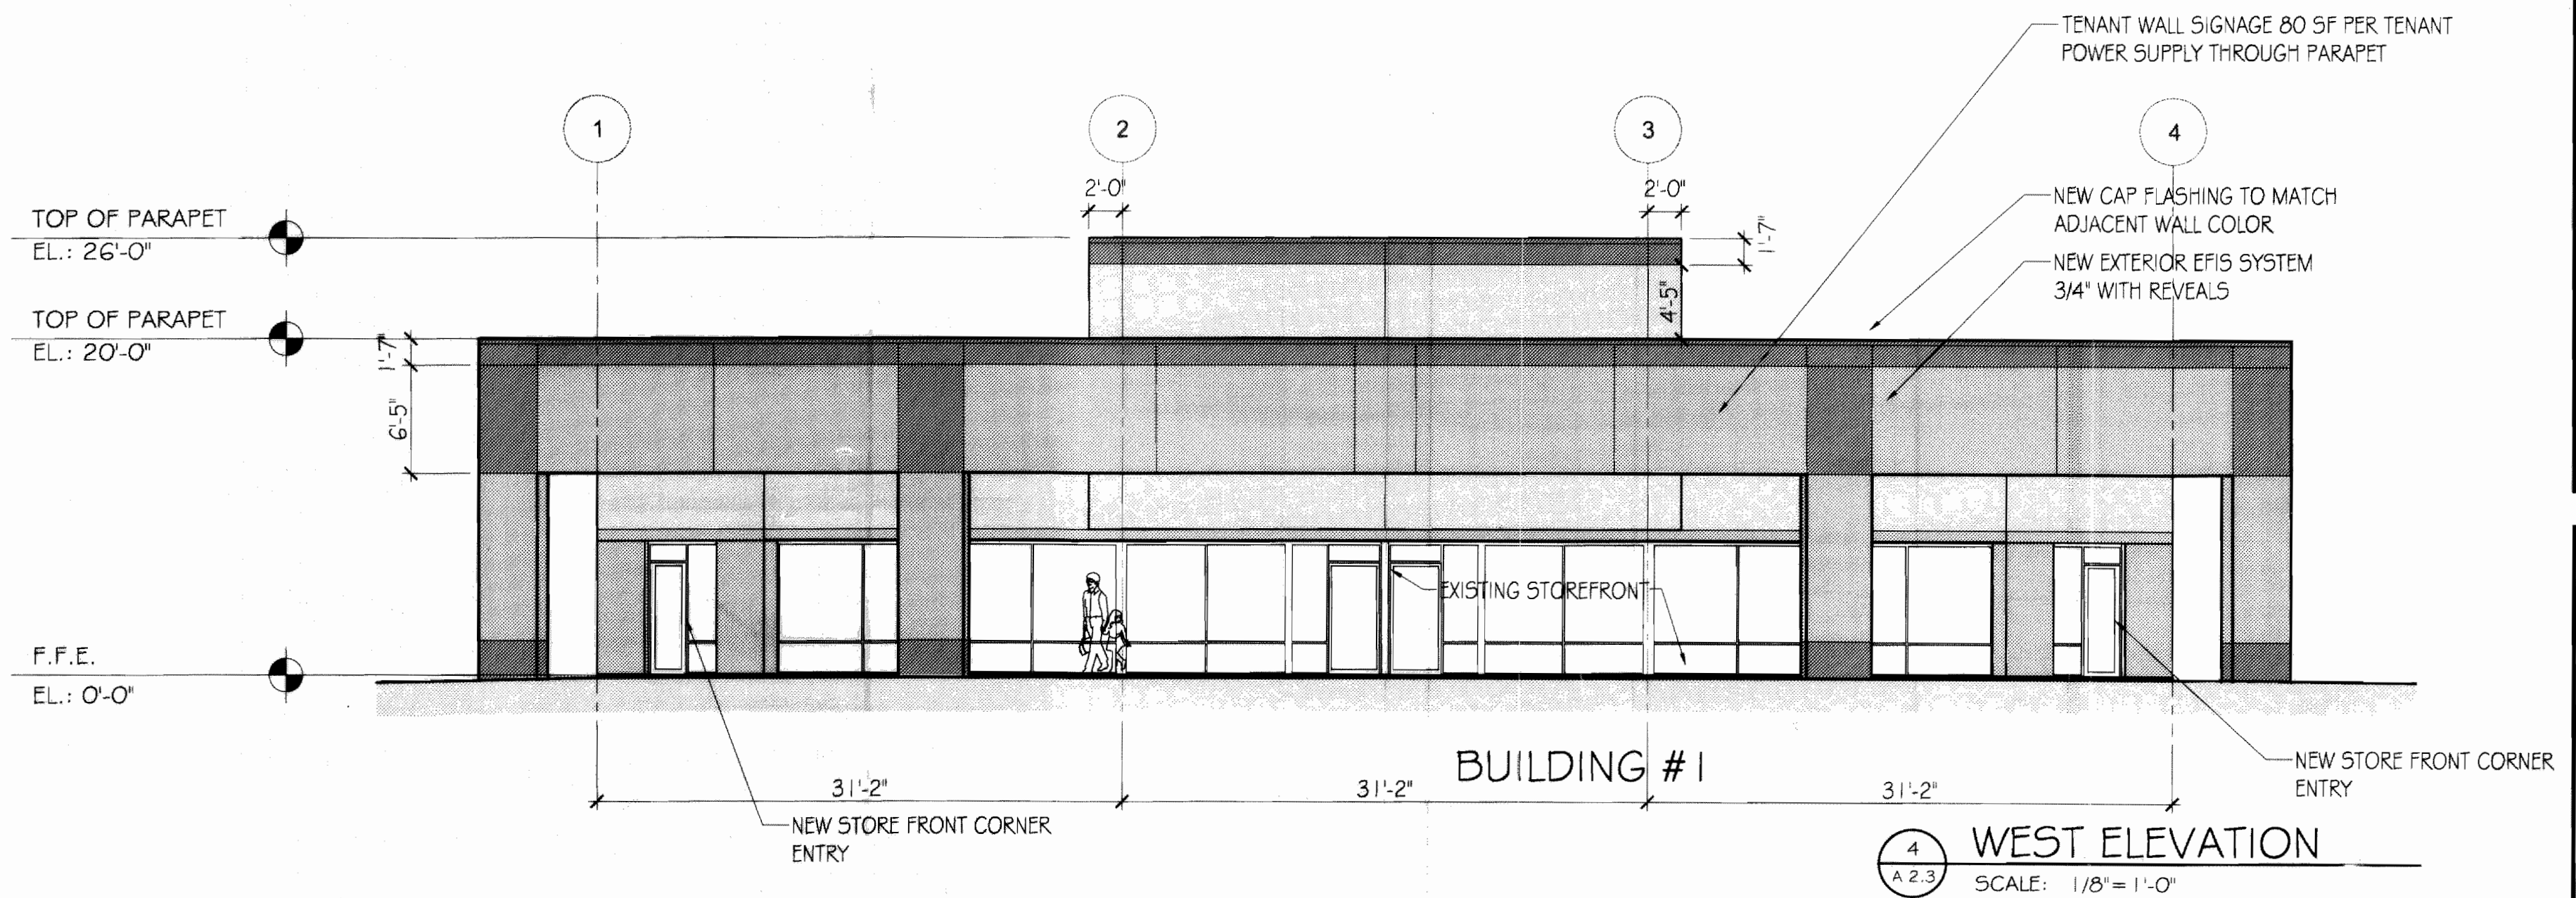 TENANT WALL SIGNAGE 80 SF PER TENANT
POWER SUPPLY THROUGH PARAPET
1
2
3
4
2'-0"
2'-0"
NEW CAP FLASHING TO MATCH
ADJACENT WALL COLOR
TOP OF PARAPET
EL.: 26'-0"
1'-7"
NEW EXTERIOR EFIS SYSTEM
3/4" WITH REVEALS
4'-5"
TOP OF PARAPET
EL.: 20'-0"
1'-7"
6'-5"
EXISTING STOREFRONT
F.F.E.
EL.: 0'-0"
BUILDING #1
31'-2"
31'-2"
31'-2"
NEW STORE FRONT CORNER
ENTRY
NEW STORE FRONT CORNER
ENTRY
4
A 2.3
WEST ELEVATION
SCALE: 1/8"= 1'-0"